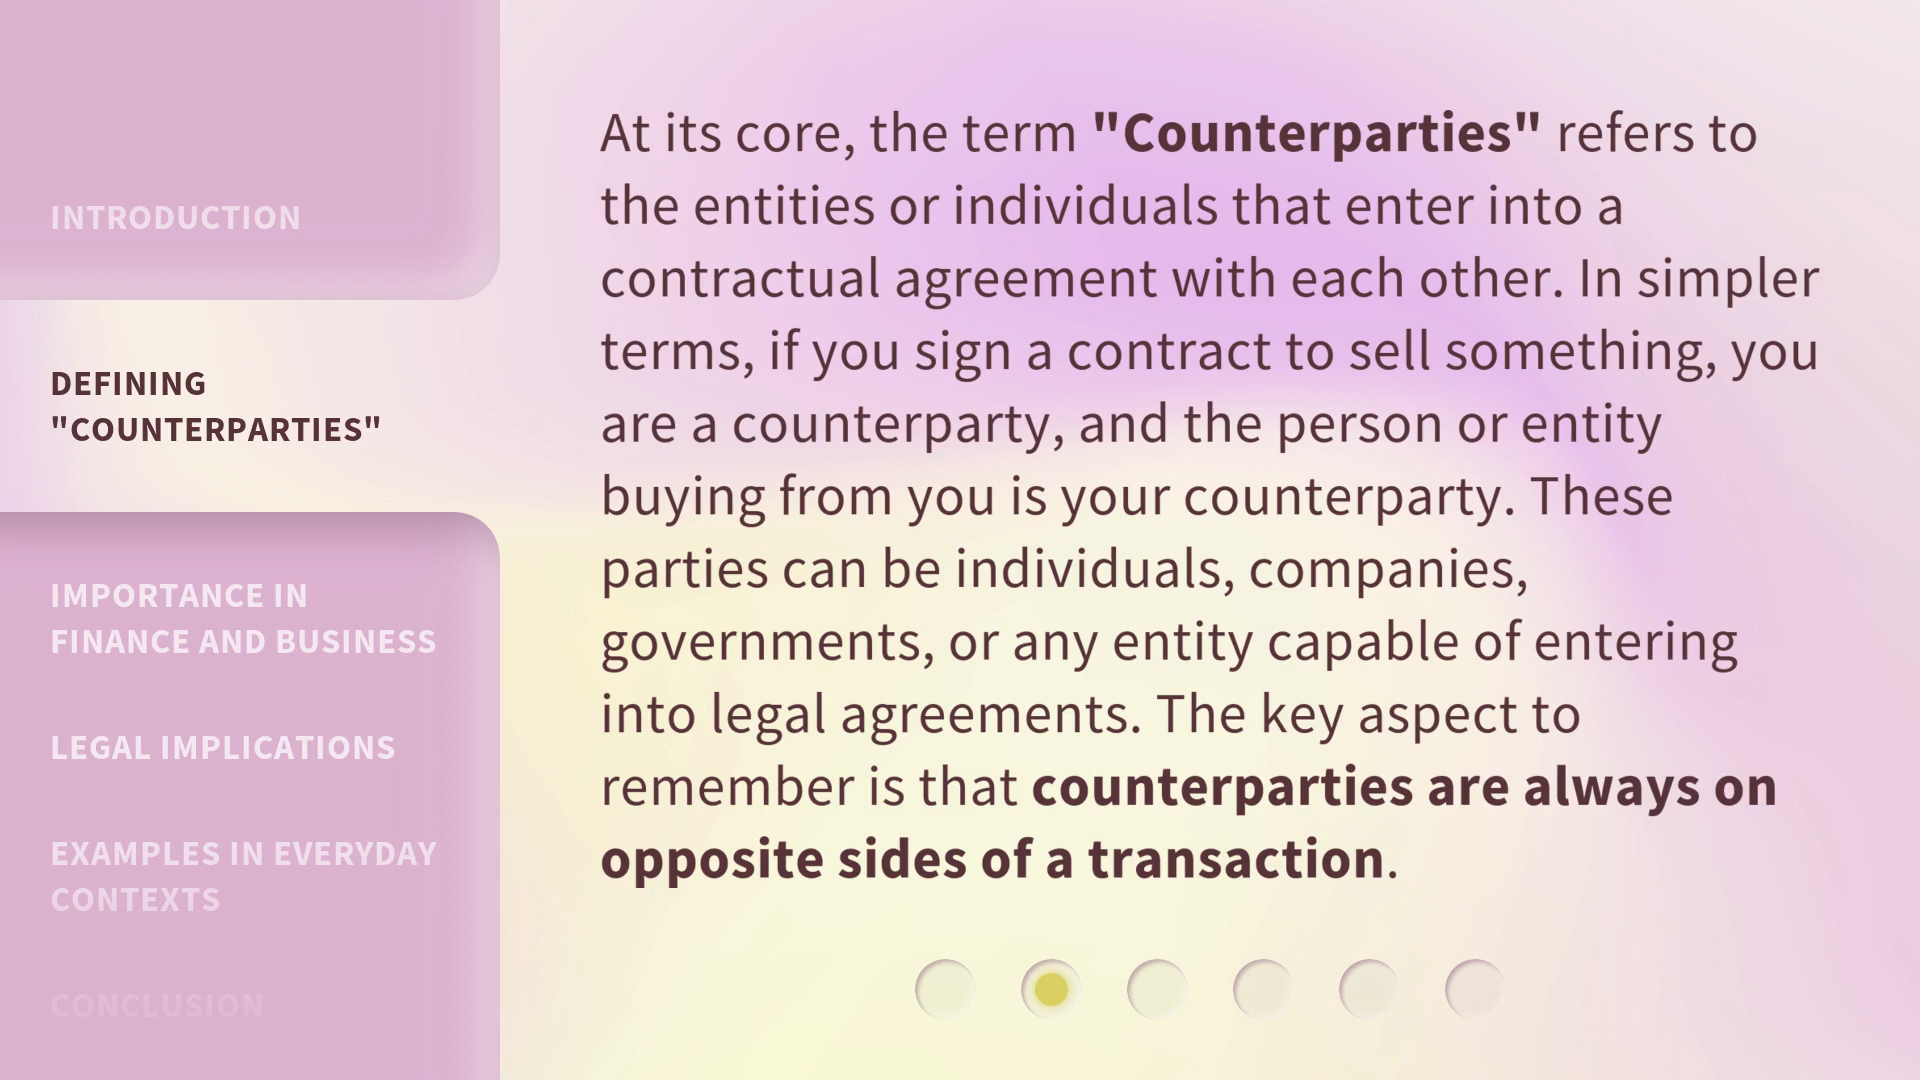 INTRODUCTION
DEFINING
"COUNTERPARTIES"
IMPORTANCE IN
FINANCE AND BUSINESS
LEGAL IMPLICATIONS
EXAMPLES IN EVERYDAY
CONTEXTS
CONCLUSION
At its core, the term "Counterparties" refers to
the entities or individuals that enter into a
contractual agreement with each other. In simpler
terms, if you sign a contract to sell something, you
are a counterparty, and the person or entity
buying from you is your counterparty. These
parties can be individuals, companies,
governments, or any entity capable of entering
into legal agreements. The key aspect to
remember is that counterparties are always on
opposite sides of a transaction.